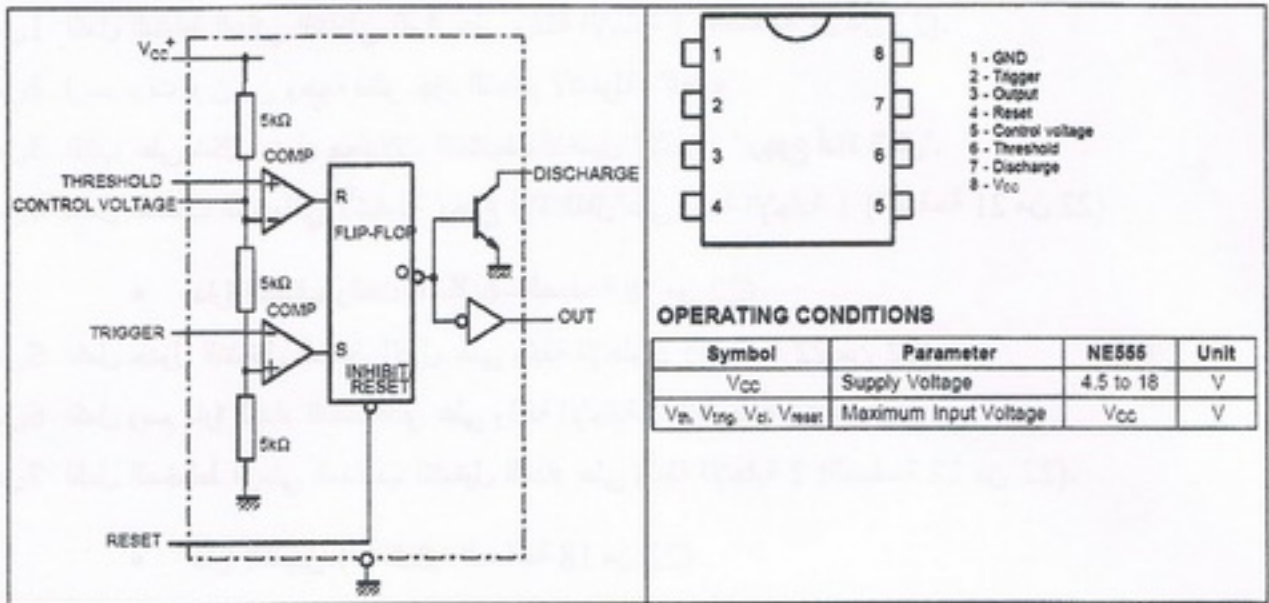 Vcc+
5kΩ
COMP
THRESHOLD
CONTROL VOLTAGE
R
FLIP-FLOP
DISCHARGE
Q
5kΩ
COMP
TRIGGER
S
OUT
INHIBIT/
RESET
5kΩ
RESET
1
2
3
4
8
7
6
5
1 - GND
2 - Trigger
3 - Output
4 - Reset
5 - Control voltage
6 - Threshold
7 - Discharge
8 - Vcc
OPERATING CONDITIONS
Symbol Parameter NE555 Unit
Vcc Supply Voltage 4.5 to 18 V
Vth, Vtrig, Vcl, Vreset Maximum Input Voltage Vcc V